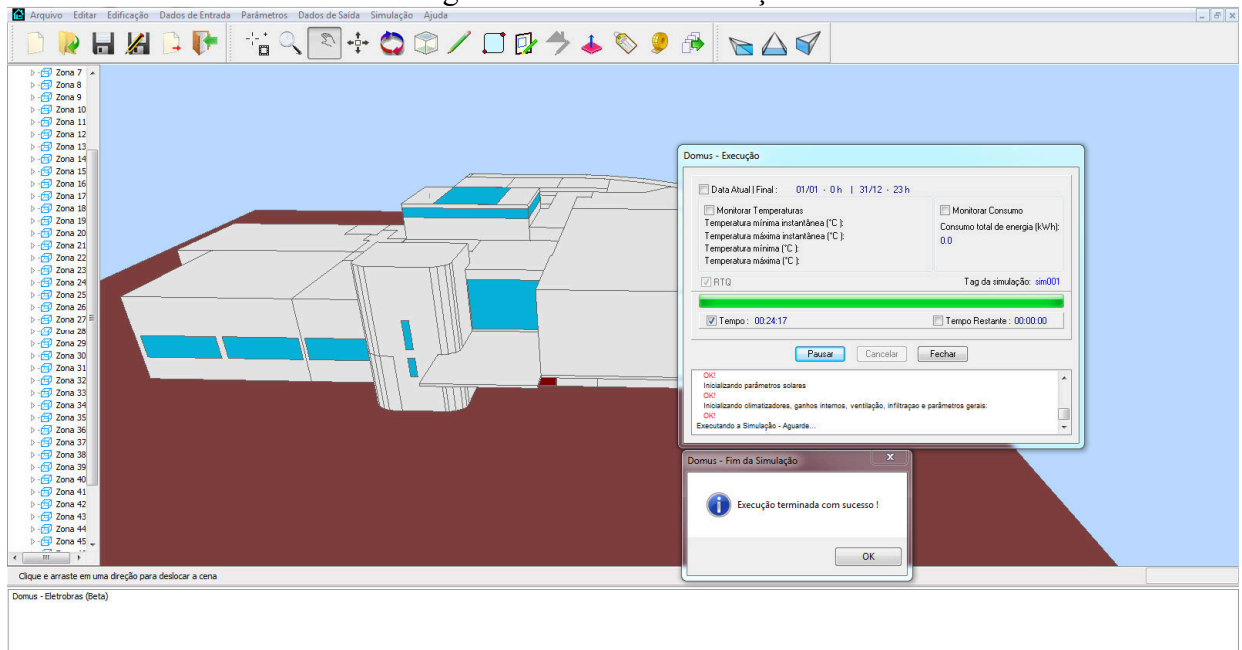 Arquivo Editar Edificação Dados de Entrada Parâmetros Dados de Saída Simulação Ajuda
Zona 7
Zona 8
Zona 9
Zona 10
Zona 11
Zona 12
Zona 13
Zona 14
Zona 15
Zona 16
Zona 17
Zona 18
Zona 19
Zona 20
Zona 21
Zona 22
Zona 23
Zona 24
Zona 25
Zona 26
Zona 27
Zona 28
Zona 29
Zona 30
Zona 31
Zona 32
Zona 33
Zona 34
Zona 35
Zona 36
Zona 37
Zona 38
Zona 39
Zona 40
Zona 41
Zona 42
Zona 43
Zona 44
Zona 45
Domus - Execução
Data Atual | Final : 01/01 - 0 h | 31/12 - 23 h
Monitorar Temperaturas
Temperatura mínima instantânea (°C ):
Temperatura máxima instantânea (°C ):
Temperatura mínima (°C ):
Temperatura máxima (°C ):
Monitorar Consumo
Consumo total de energia (kWh):
0.0
RTQ
Tag da simulação: sim001
Tempo : 00:24:17
Tempo Restante : 00:00:00
Pausar Cancelar Fechar
OK!
Inicializando parâmetros solares
OK!
Inicializando climatizadores, ganhos internos, ventilação, infiltraçao e parâmetros gerais:
OK!
Executando a Simulação - Aguarde...
Domus - Fim da Simulação
x
Execução terminada com sucesso !
OK
Clique e arraste em uma direção para deslocar a cena
Domus - Eletrobras (Beta)